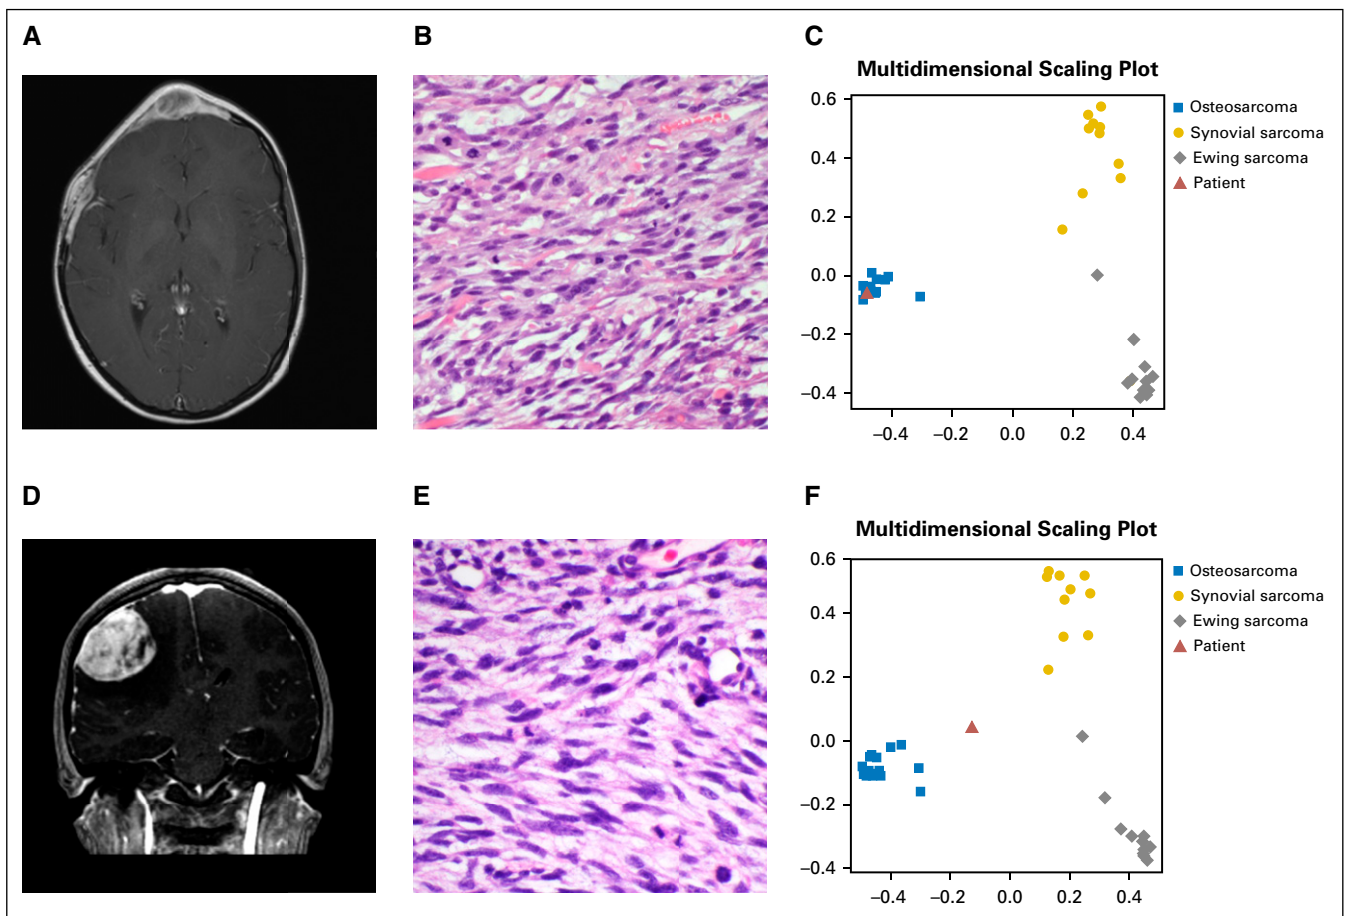 A
B
C
Multidimensional Scaling Plot
0.6
0.4
0.2
0.0
−0.2
−0.4
−0.4 −0.2 0.0 0.2 0.4
Osteosarcoma
Synovial sarcoma
Ewing sarcoma
Patient
D
E
F
Multidimensional Scaling Plot
0.6
0.4
0.2
0.0
−0.2
−0.4
−0.4 −0.2 0.0 0.2 0.4
Osteosarcoma
Synovial sarcoma
Ewing sarcoma
Patient